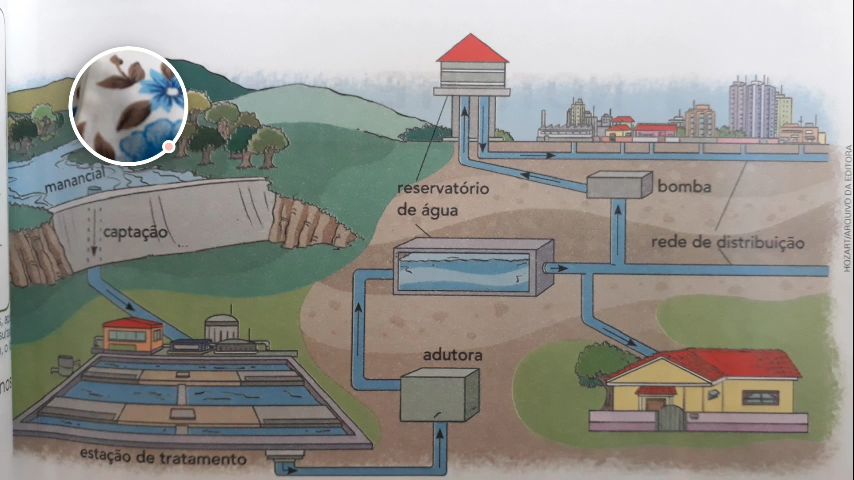 manancial
captação
reservatório
de água
bomba
rede de distribuição
adutora
estação de tratamento
HOZART/ARQUIVO DA EDITORA